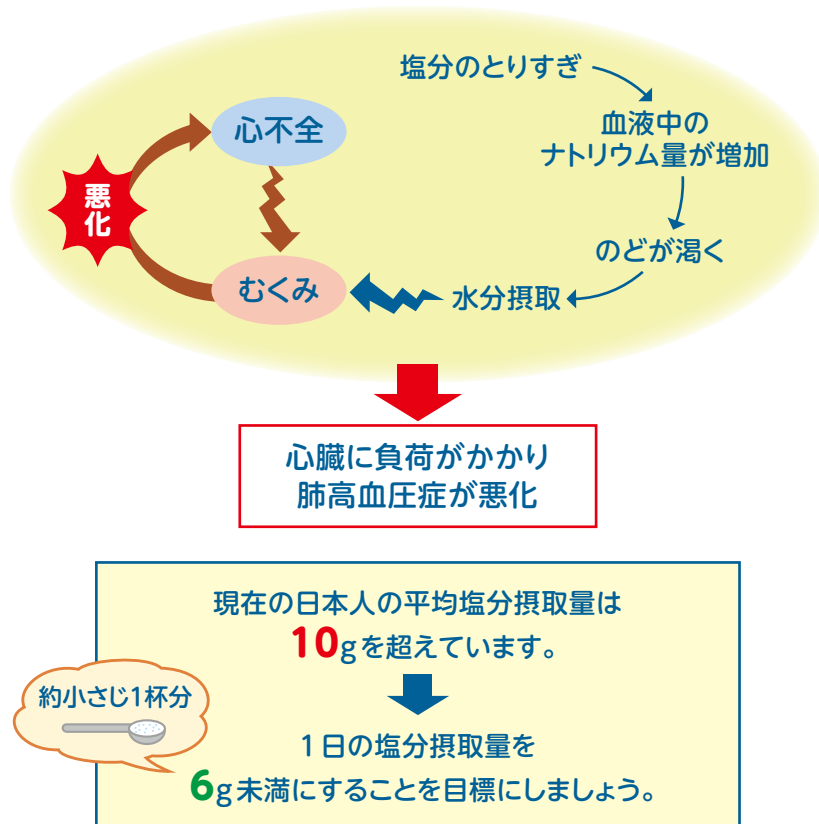 塩分のとりすぎ
血液中の
ナトリウム量が増加
のどが渇く
水分摂取
むくみ
心不全
悪化
心臓に負荷がかかり
肺高血圧症が悪化
現在の日本人の平均塩分摂取量は
10gを超えています。
約小さじ1杯分
1日の塩分摂取量を
6g未満にすることを目標にしましょう。